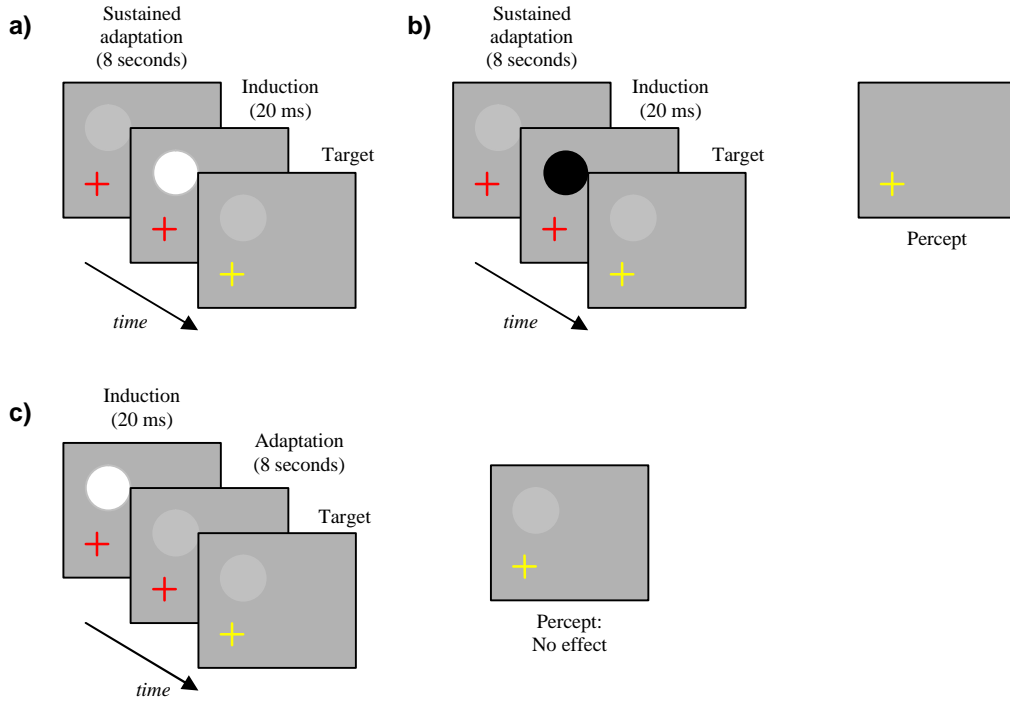 a)
Sustained
adaptation
(8 seconds)
Induction
(20 ms)
Target
time
b)
Sustained
adaptation
(8 seconds)
Induction
(20 ms)
Target
time
Percept
c)
Induction
(20 ms)
Adaptation
(8 seconds)
Target
time
Percept:
No effect